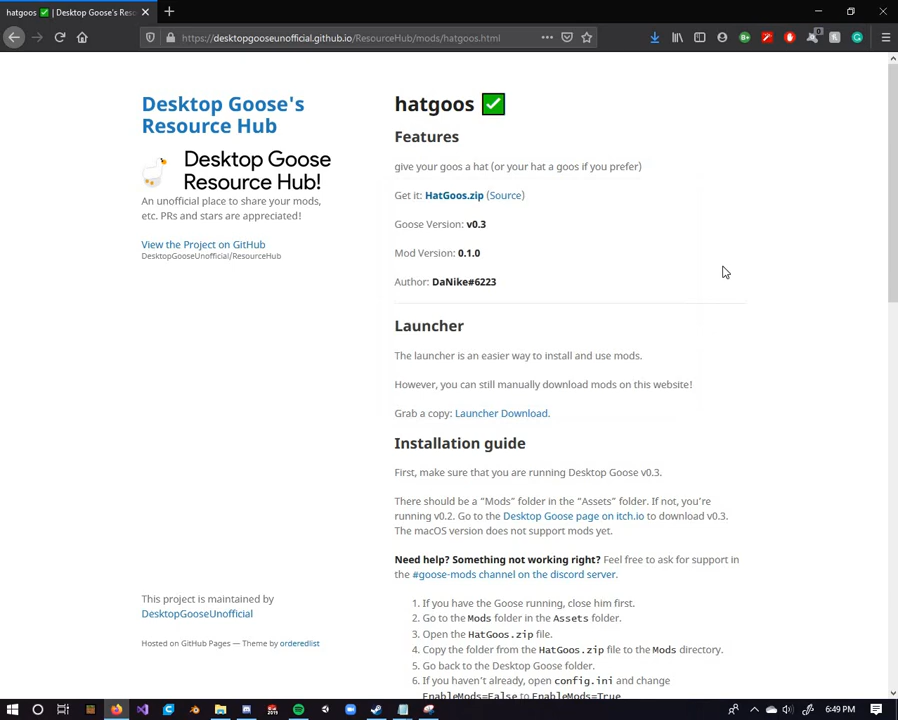 hatgoos ✅ | Desktop Goose's Reso
https://desktopgooseunofficial.github.io/ResourceHub/mods/hatgoos.html
Desktop Goose's
Resource Hub
Desktop Goose
Resource Hub!
An unofficial place to share your mods,
etc. PRs and stars are appreciated!
View the Project on GitHub
DesktopGooseUnofficial/ResourceHub
This project is maintained by
DesktopGooseUnofficial
Hosted on GitHub Pages — Theme by orderedlist
hatgoos ✅
Features
give your goos a hat (or your hat a goos if you prefer)
Get it: HatGoos.zip (Source)
Goose Version: v0.3
Mod Version: 0.1.0
Author: DaNike#6223
Launcher
The launcher is an easier way to install and use mods.
However, you can still manually download mods on this website!
Grab a copy: Launcher Download.
Installation guide
First, make sure that you are running Desktop Goose v0.3.
There should be a “Mods” folder in the “Assets” folder. If not, you’re
running v0.2. Go to the Desktop Goose page on itch.io to download v0.3.
The macOS version does not support mods yet.
Need help? Something not working right? Feel free to ask for support in
the #goose-mods channel on the discord server.
1. If you have the Goose running, close him first.
2. Go to the Mods folder in the Assets folder.
3. Open the HatGoos.zip file.
4. Copy the folder from the HatGoos.zip file to the Mods directory.
5. Go back to the Desktop Goose folder.
6. If you haven’t already, open config.ini and change
EnableMods=False to EnableMods=True
6:49 PM